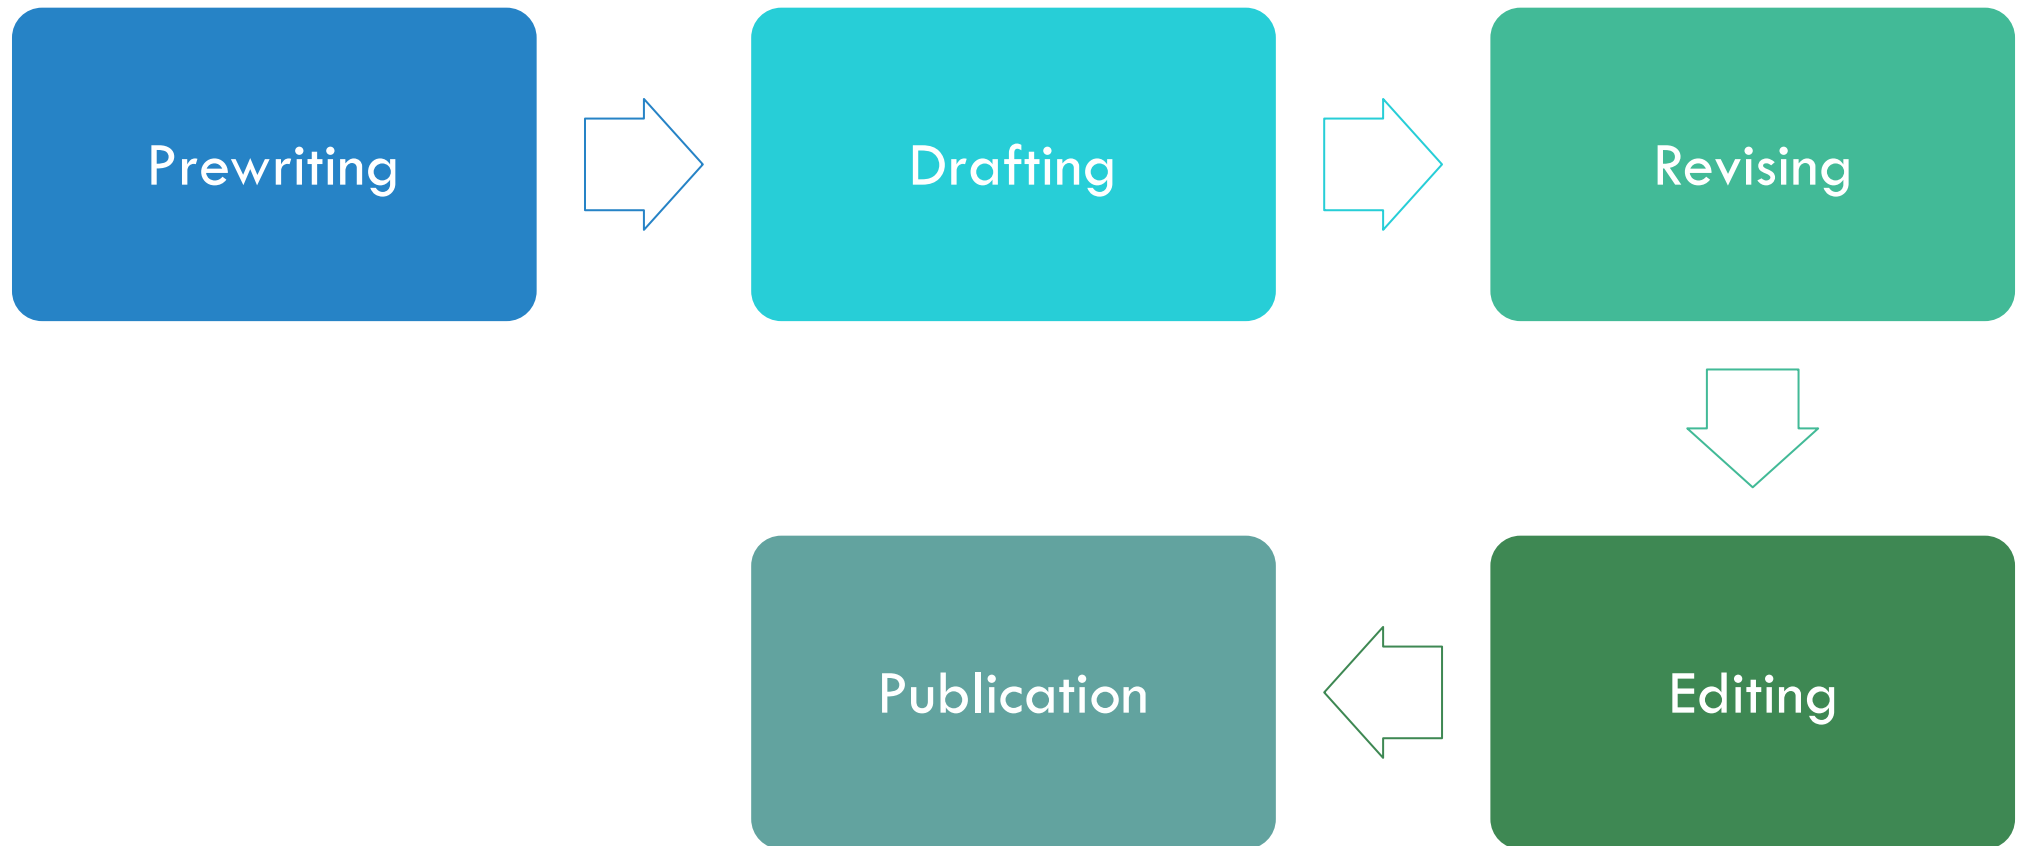 Prewriting
Drafting
Revising
Editing
Publication